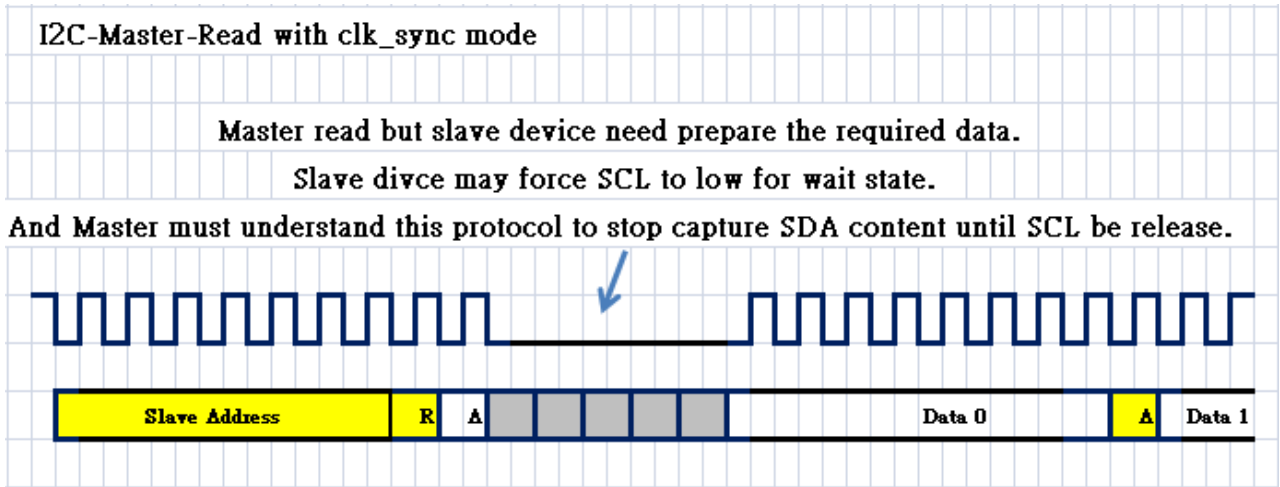 I2C-Master-Read with clk_sync mode
Master read but slave device need prepare the required data.
Slave divce may force SCL to low for wait state.
And Master must understand this protocol to stop capture SDA content until SCL be release.
Slave Address R A Data 0 A Data 1